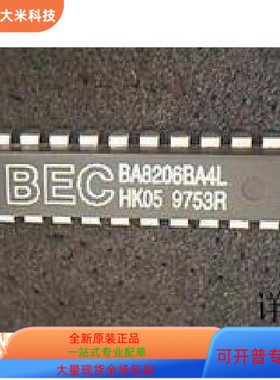 大米科技
BEC
BA8206BA4L
HK05 9753R
全新原装正品
一站式专业配单
大量现货全场包邮
可开普专